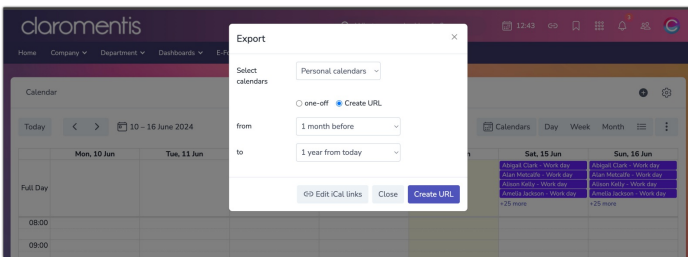 claromentis
12:43
3
Home Company Department Dashboards
Calendar
Today < > 10 – 16 June 2024
Calendars Day Week Month
Mon, 10 Jun Tue, 11 Jun Sat, 15 Jun Sun, 16 Jun
Full Day
Abigail Clark - Work day Abigail Clark - Work day
Alan Metcalfe - Work day Alan Metcalfe - Work day
Alison Kelly - Work day Alison Kelly - Work day
Amelia Jackson - Work day Amelia Jackson - Work day
+25 more +25 more
08:00
09:00
Export ×
Select calendars
Personal calendars
one-off Create URL
from 1 month before
to 1 year from today
Edit iCal links Close Create URL